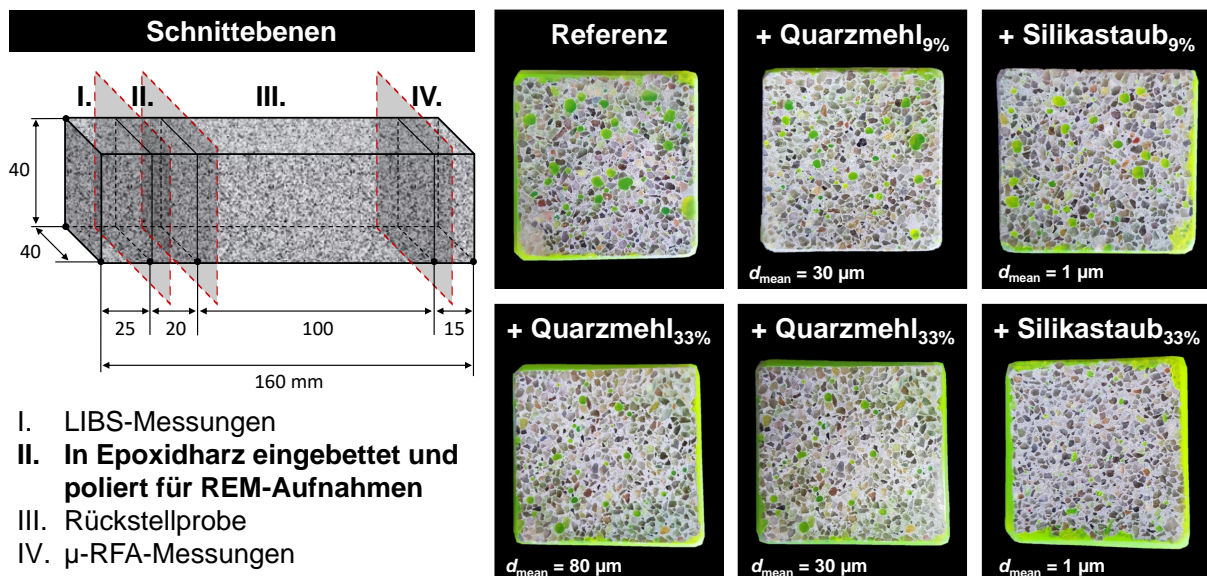 Schnittebenen
I. II. III. IV.
40
40
25 20 100 15
160 mm
I. LIBS-Messungen
II. In Epoxidharz eingebettet und
poliert für REM-Aufnahmen
III. Rückstellprobe
IV. µ-RFA-Messungen
Referenz
+ Quarzmehl9%
dmean = 30 µm
+ Silikastaub9%
dmean = 1 µm
+ Quarzmehl33%
dmean = 80 µm
+ Quarzmehl33%
dmean = 30 µm
+ Silikastaub33%
dmean = 1 µm